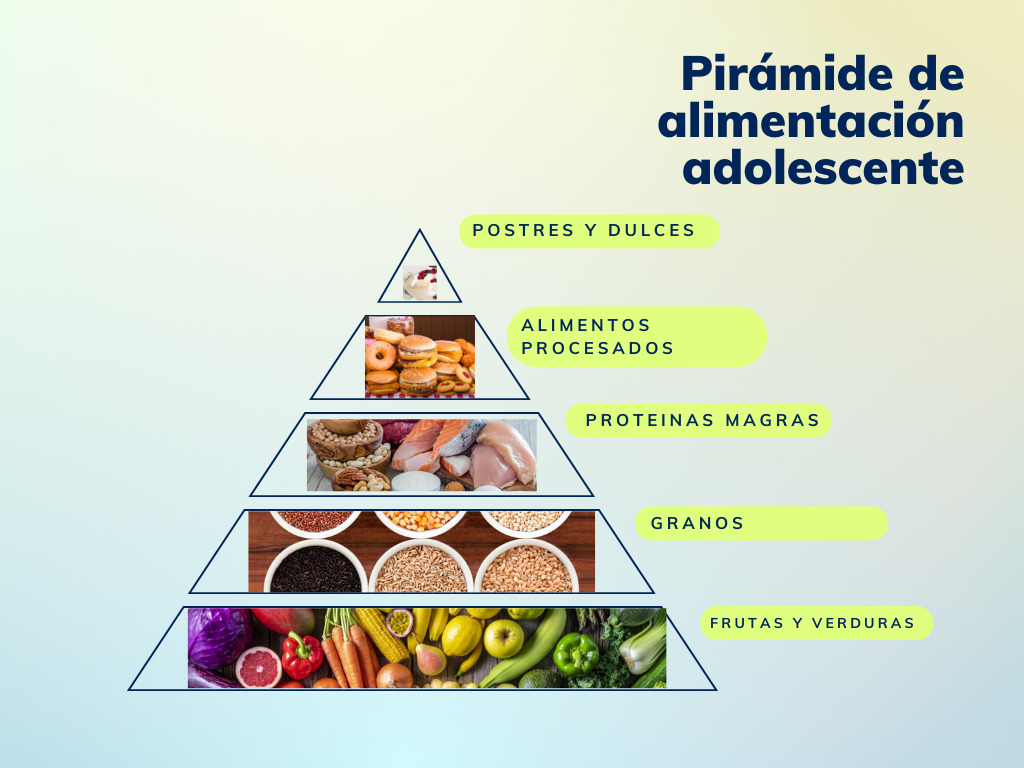 Pirámide de
alimentación
adolescente
POSTRES Y DULCES
ALIMENTOS
PROCESADOS
PROTEINAS MAGRAS
GRANOS
FRUTAS Y VERDURAS